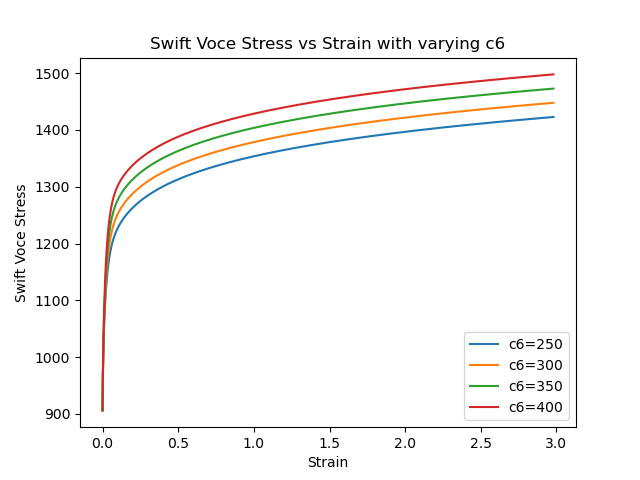 Swift Voce Stress vs Strain with varying c6
Swift Voce Stress
1500
1400
1300
1200
1100
1000
900
c6=250
c6=300
c6=350
c6=400
0.0 0.5 1.0 1.5 2.0 2.5 3.0
Strain